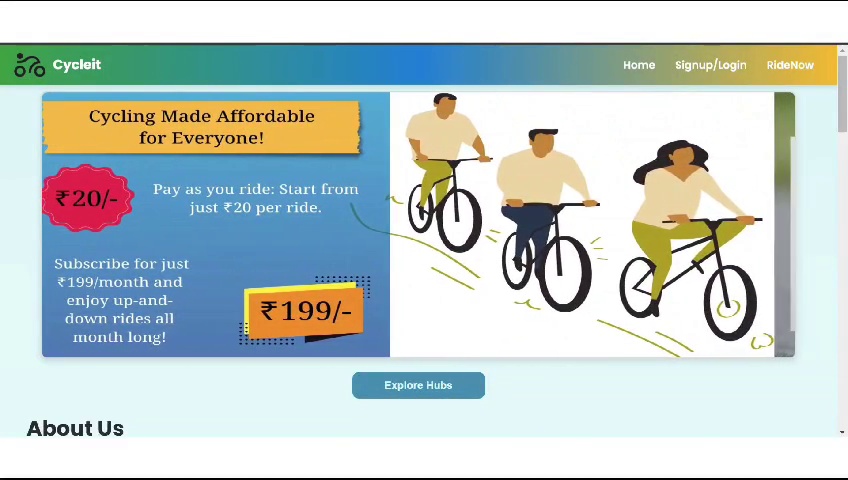 Cycleit
Home Signup/Login RideNow
Cycling Made Affordable
for Everyone!
₹20/-
Pay as you ride: Start from
just ₹20 per ride.
Subscribe for just
₹199/month and
enjoy up-and-
down rides all
month long!
₹199/-
Explore Hubs
About Us